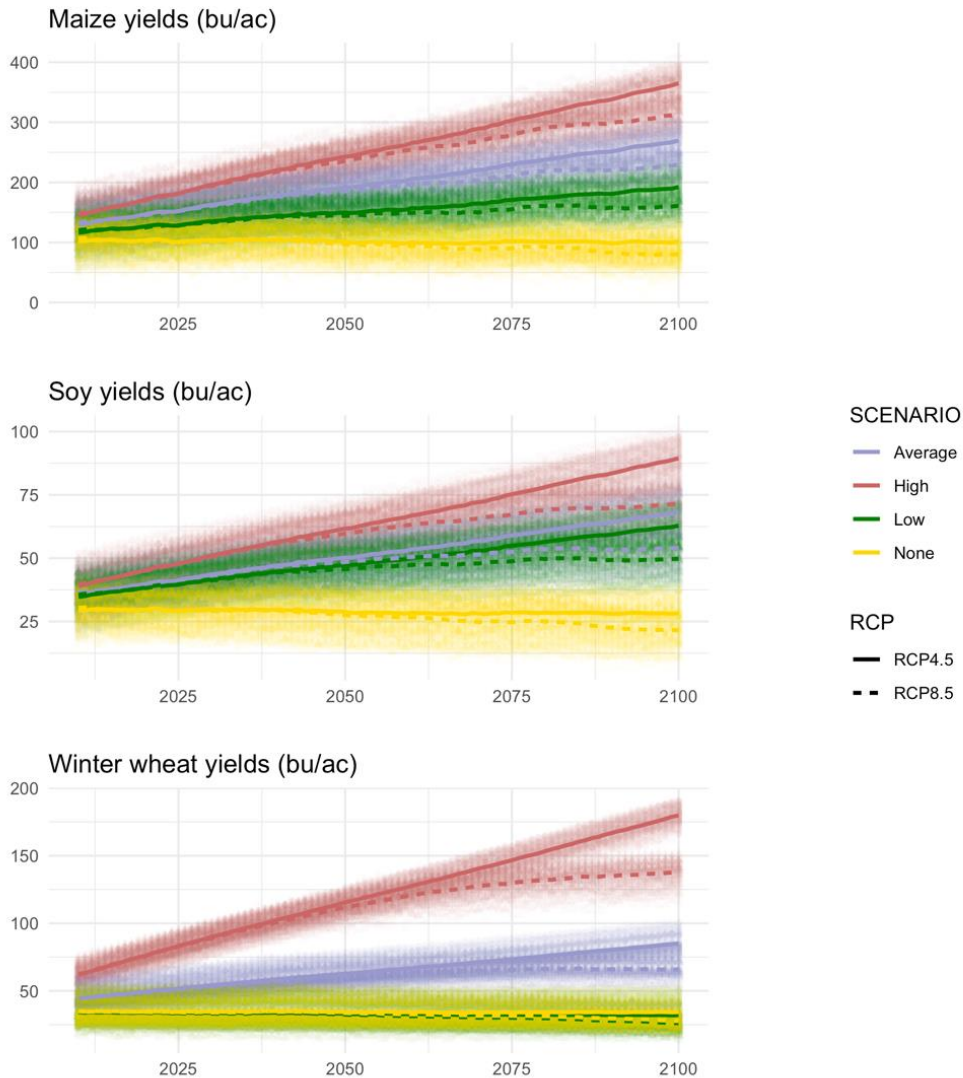 Maize yields (bu/ac)
400
300
200
100
0
2025 2050 2075 2100
Soy yields (bu/ac)
100
75
50
25
2025 2050 2075 2100
Winter wheat yields (bu/ac)
200
150
100
50
2025 2050 2075 2100
SCENARIO
Average
High
Low
None
RCP
RCP4.5
RCP8.5